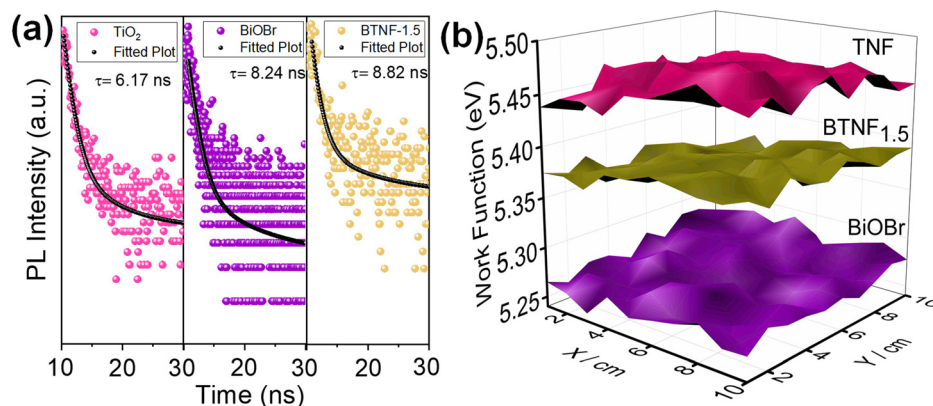 (a)
PL Intensity (a.u.)
TiO2
Fitted Plot
τ= 6.17 ns
BiOBr
Fitted Plot
τ= 8.24 ns
BTNF-1.5
Fitted Plot
τ= 8.82 ns
10 20 30 20 30 20 30
Time (ns)
(b)
Work Function (eV)
5.50
5.45
5.40
5.35
5.30
5.25
TNF
BTNF1.5
BiOBr
2 4 6 8 10
X / cm
2 4 6 8 10
Y / cm